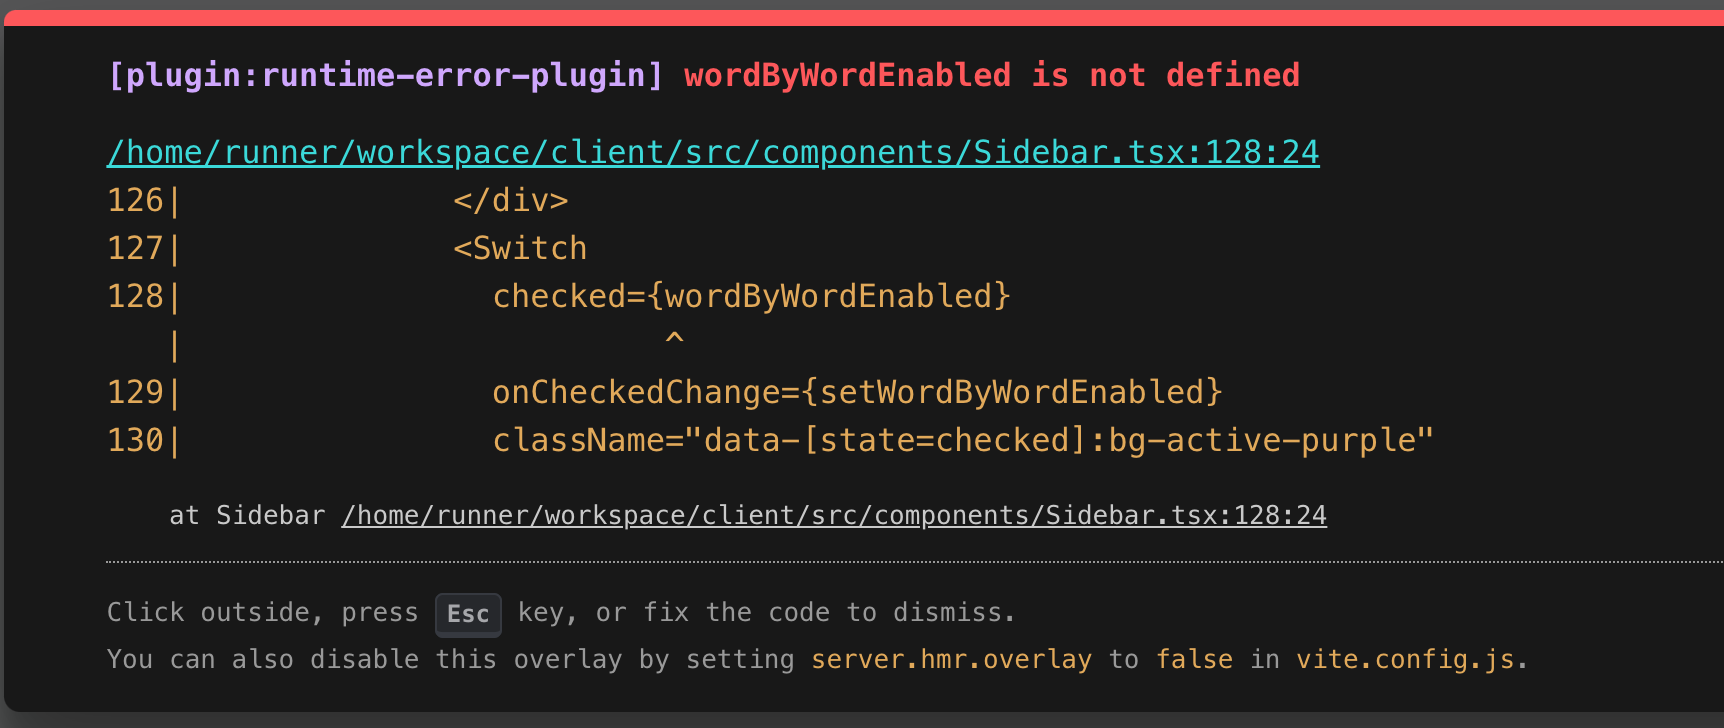 [plugin:runtime-error-plugin] wordByWordEnabled is not defined
/home/runner/workspace/client/src/components/Sidebar.tsx:128:24
126|              </div>
127|              <Switch
128|                checked={wordByWordEnabled}
   |                         ^
129|                onCheckedChange={setWordByWordEnabled}
130|                className="data-[state=checked]:bg-active-purple"
    at Sidebar /home/runner/workspace/client/src/components/Sidebar.tsx:128:24
Click outside, press Esc key, or fix the code to dismiss.
You can also disable this overlay by setting server.hmr.overlay to false in vite.config.js.